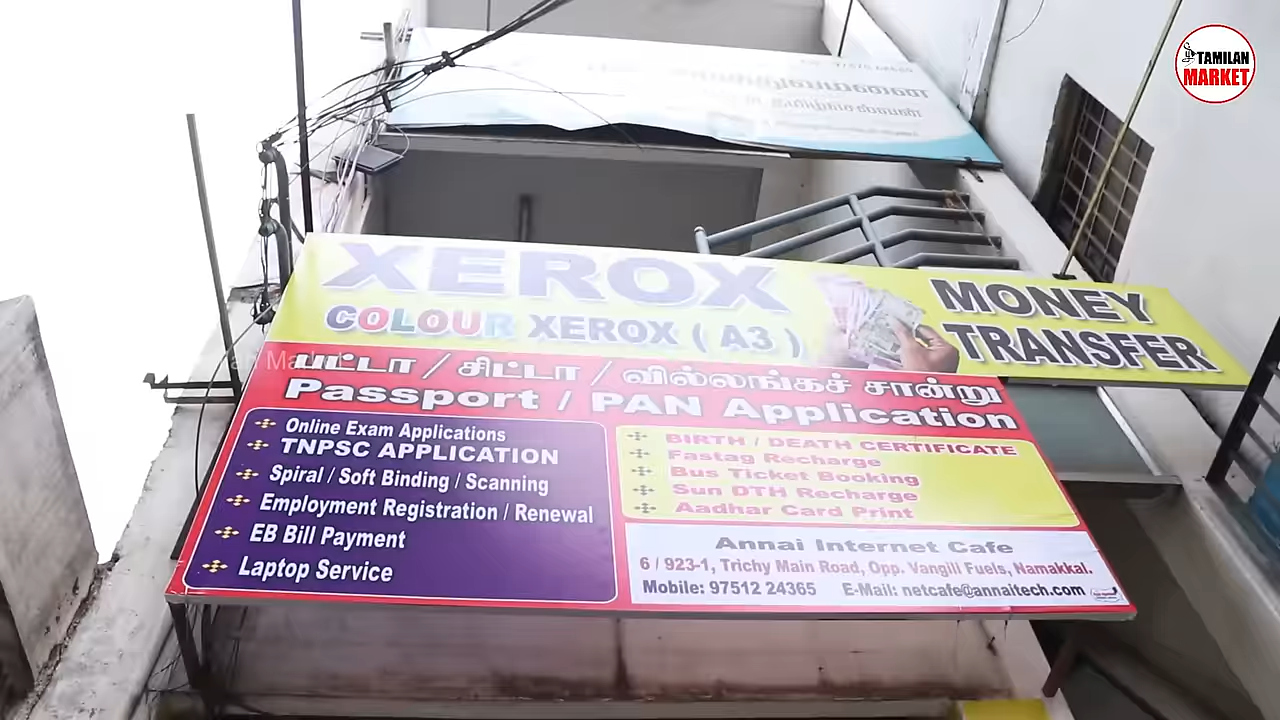 TAMILAN
MARKET
XEROX
COLOUR XEROX ( A3 )
MONEY
TRANSFER
பட்டா / சிட்டா / வில்லங்கச் சான்று
Passport / PAN Application
Online Exam Applications
TNPSC APPLICATION
Spiral / Soft Binding / Scanning
Employment Registration / Renewal
EB Bill Payment
Laptop Service
BIRTH / DEATH CERTIFICATE
Fastag Recharge
Bus Ticket Booking
Sun DTH Recharge
Aadhar Card Print
Annai Internet Cafe
6 / 923-1, Trichy Main Road, Opp. Vangill Fuels, Namakkal.
Mobile: 97512 24365 E-Mail: netcafe@annaitech.com